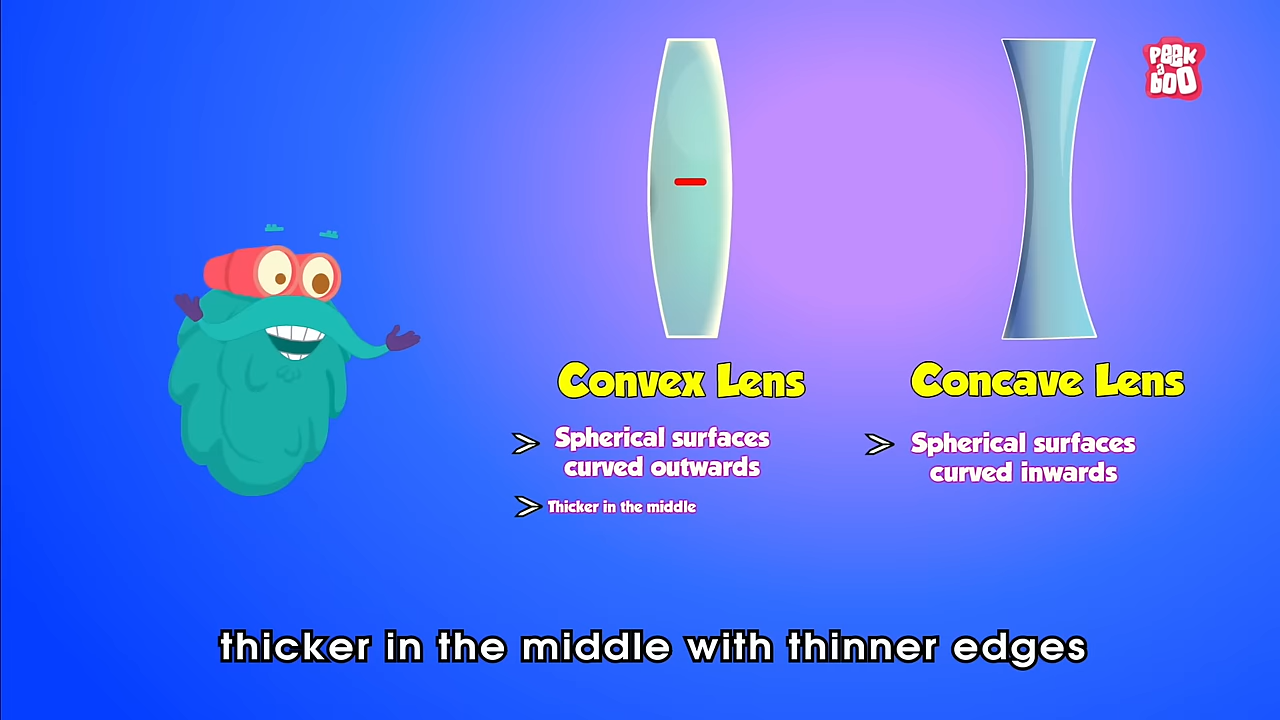 PEEK
a
boo
Convex Lens
Concave Lens
Spherical surfaces
curved outwards
Spherical surfaces
curved inwards
Thicker in the middle
thicker in the middle with thinner edges